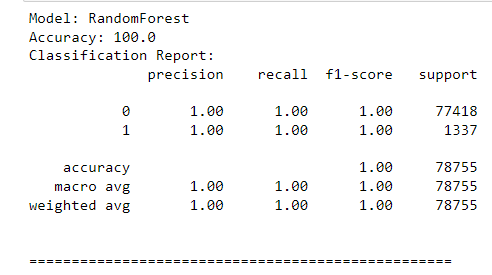 Model: RandomForest
Accuracy: 100.0
Classification Report:
precision recall f1-score support
0 1.00 1.00 1.00 77418
1 1.00 1.00 1.00 1337
accuracy 1.00 78755
macro avg 1.00 1.00 1.00 78755
weighted avg 1.00 1.00 1.00 78755
==================================================